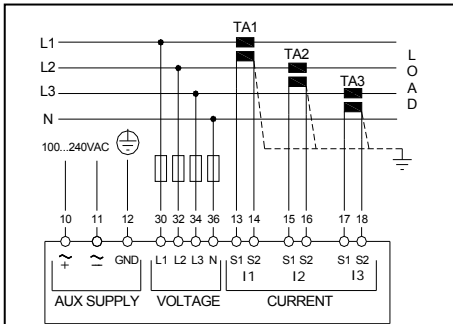 TA1
L1
TA2
L2
TA3
L3
N
L O A D
100...240VAC
10 11 12 30 32 34 36 13 14 15 16 17 18
~ + ~ − GND L1 L2 L3 N S1 S2 S1 S2 S1 S2
I1 I2 I3
AUX SUPPLY VOLTAGE CURRENT